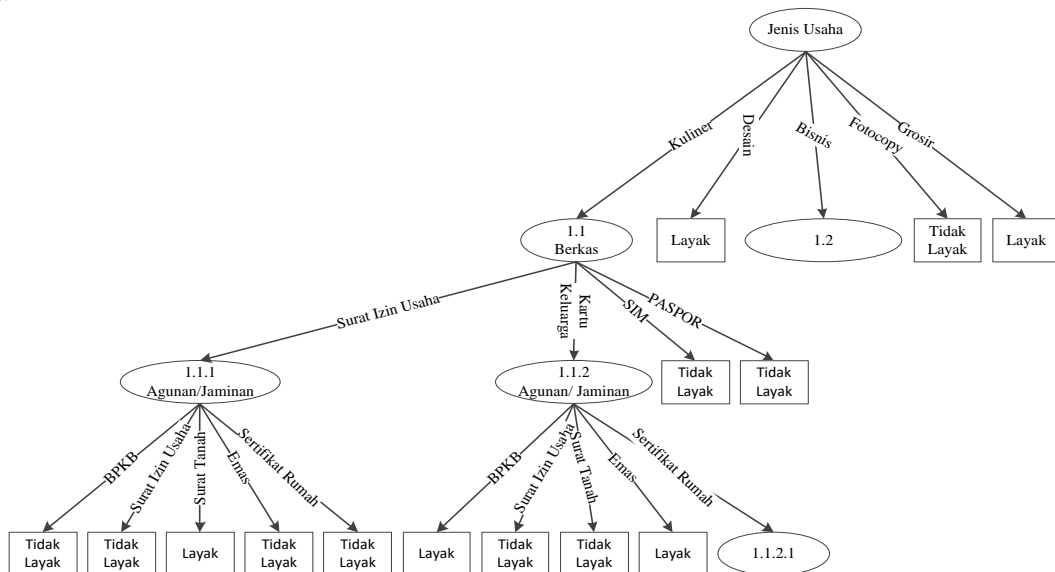 Jenis Usaha
Kuliner
Desain
Bisnis
Fotocopy
Grosir
1.1
Berkas
Layak
1.2
Tidak
Layak
Layak
Surat Izin Usaha
Kartu
Keluarga
SIM
PASPOR
1.1.1
Agunan/Jaminan
1.1.2
Agunan/ Jaminan
Tidak
Layak
Tidak
Layak
BPKB
Surat Izin Usaha
Surat Tanah
Emas
Sertifikat Rumah
BPKB
Surat Izin Usaha
Surat Tanah
Emas
Sertifikat Rumah
Tidak
Layak
Tidak
Layak
Layak
Tidak
Layak
Tidak
Layak
Layak
Tidak
Layak
Tidak
Layak
Layak
1.1.2.1